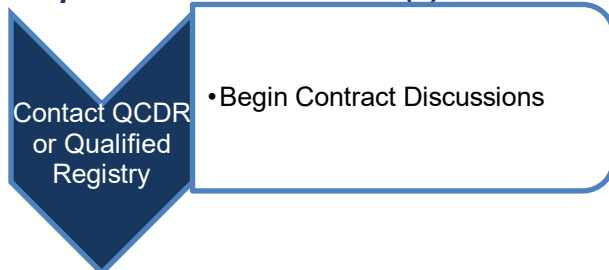 Contact QCDR
or Qualified
Registry
•Begin Contract Discussions